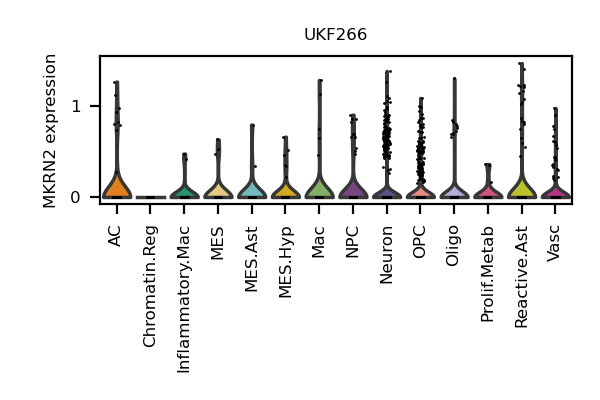 UKF266
MKRN2 expression
1
0
AC
Chromatin.Reg
Inflammatory.Mac
MES
MES.Ast
MES.Hyp
Mac
NPC
Neuron
OPC
Oligo
Prolif.Metab
Reactive.Ast
Vasc